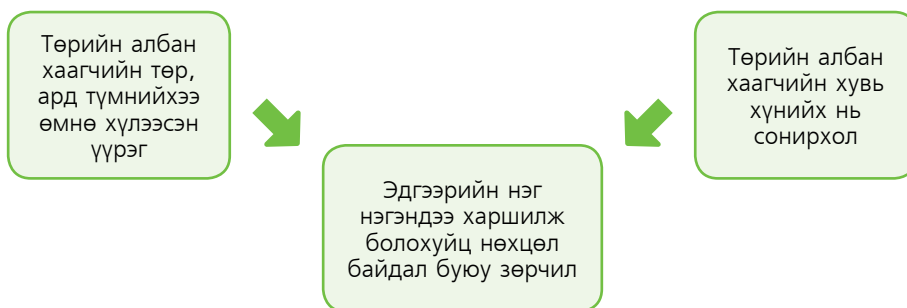 Төрийн албан
хаагчийн төр,
ард түмнийхээ
өмнө хүлээсэн
үүрэг
Төрийн албан
хаагчийн хувь
хүнийх нь
сонирхол
Эдгээрийн нэг
нэгэндээ харшилж
болохуйц нөхцөл
байдал буюу зөрчил